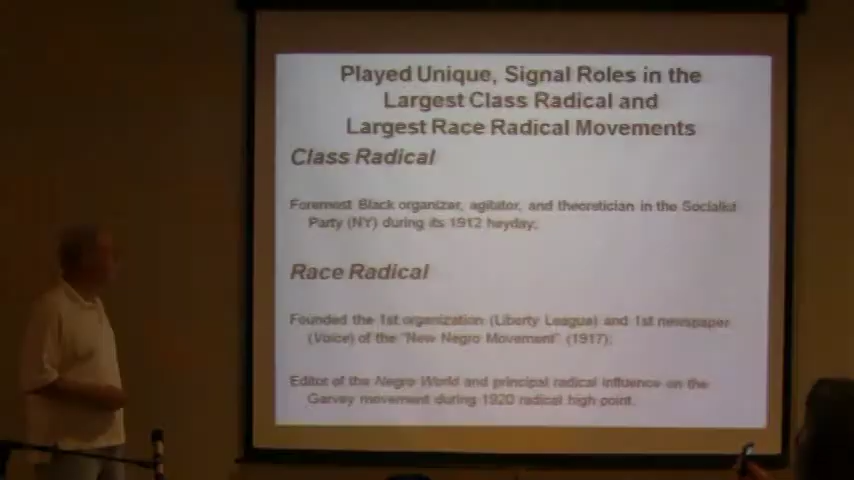 Played Unique, Signal Roles in the
Largest Class Radical and
Largest Race Radical Movements
Class Radical
Foremost Black organizer, agitator, and theoretician in the Socialist
Party (NY) during its 1912 heyday.
Race Radical
Founded the 1st organization (Liberty League) and 1st newspaper
(Voice) of the "New Negro Movement" (1917).
Editor of the Negro World and principal radical influence on the
Garvey movement during 1920 radical high point.